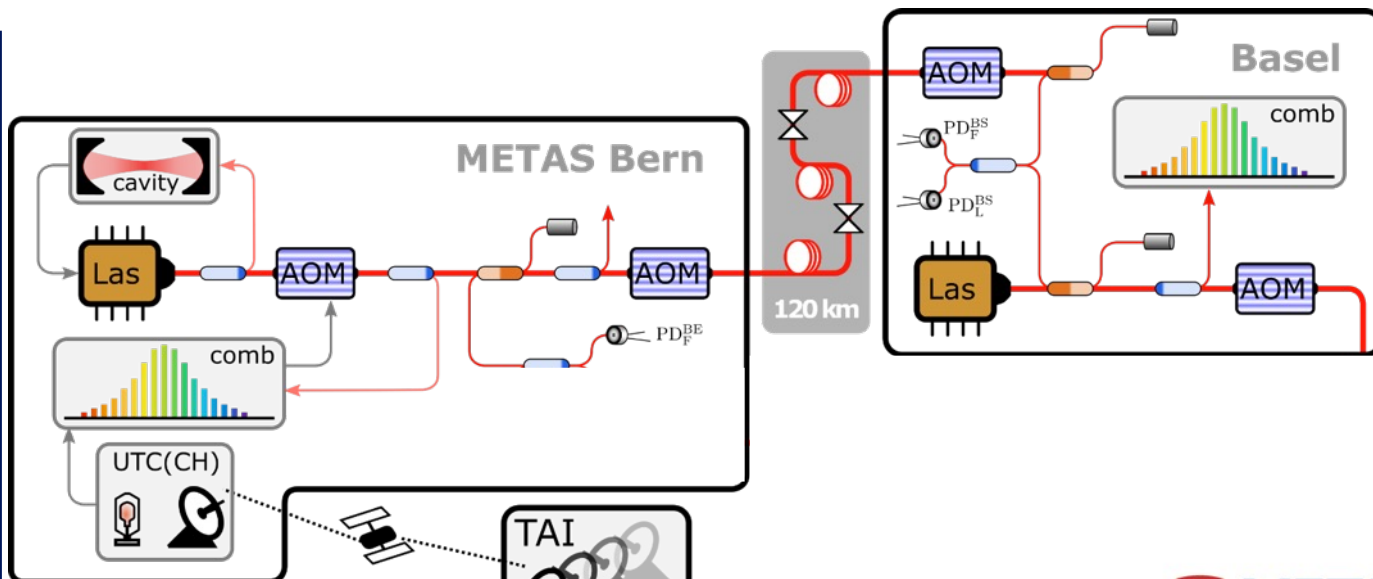 METAS Bern
cavity
Las
AOM
AOM
PD_F^BE
comb
UTC(CH)
TAI
120 km
Basel
AOM
comb
PD_F^BS
PD_L^BS
Las
AOM